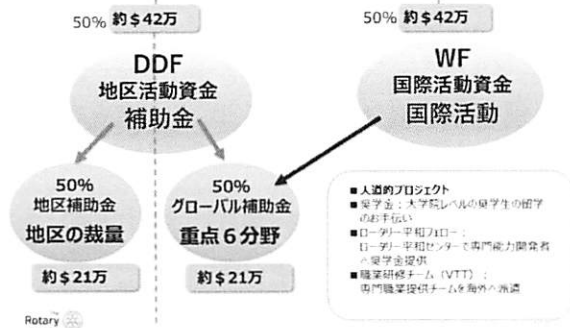 50% 約＄42万
50% 約＄42万
DDF
地区活動資金
補助金
WF
国際活動資金
国際活動
50%
地区補助金
地区の裁量
50%
グローバル補助金
重点６分野
約＄21万
約＄21万
■人道的プロジェクト
■奨学金：大学院レベルの奨学生の留学
のお手伝い
■ロータリー平和フェロー：
ロータリー平和センターで専門能力開発者
へ奨学金提供
■職業研修チーム（VTT）：
専門職業提供チームを海外へ派遣
Rotary